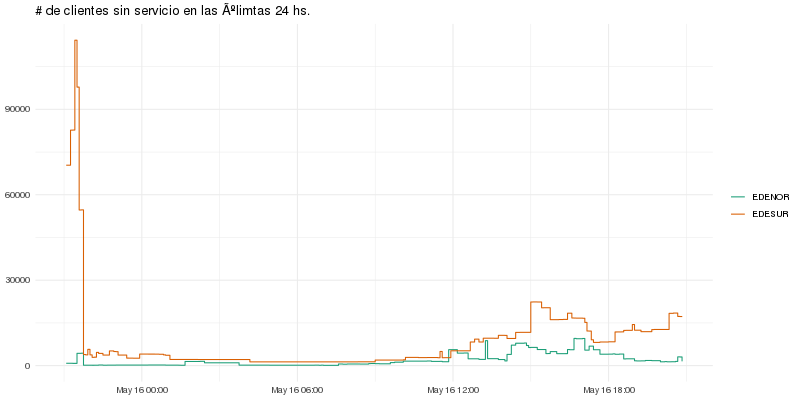 # de clientes sin servicio en las Ãºlimtas 24 hs.
90000
60000
30000
0
May 16 00:00
May 16 06:00
May 16 12:00
May 16 18:00
EDENOR
EDESUR